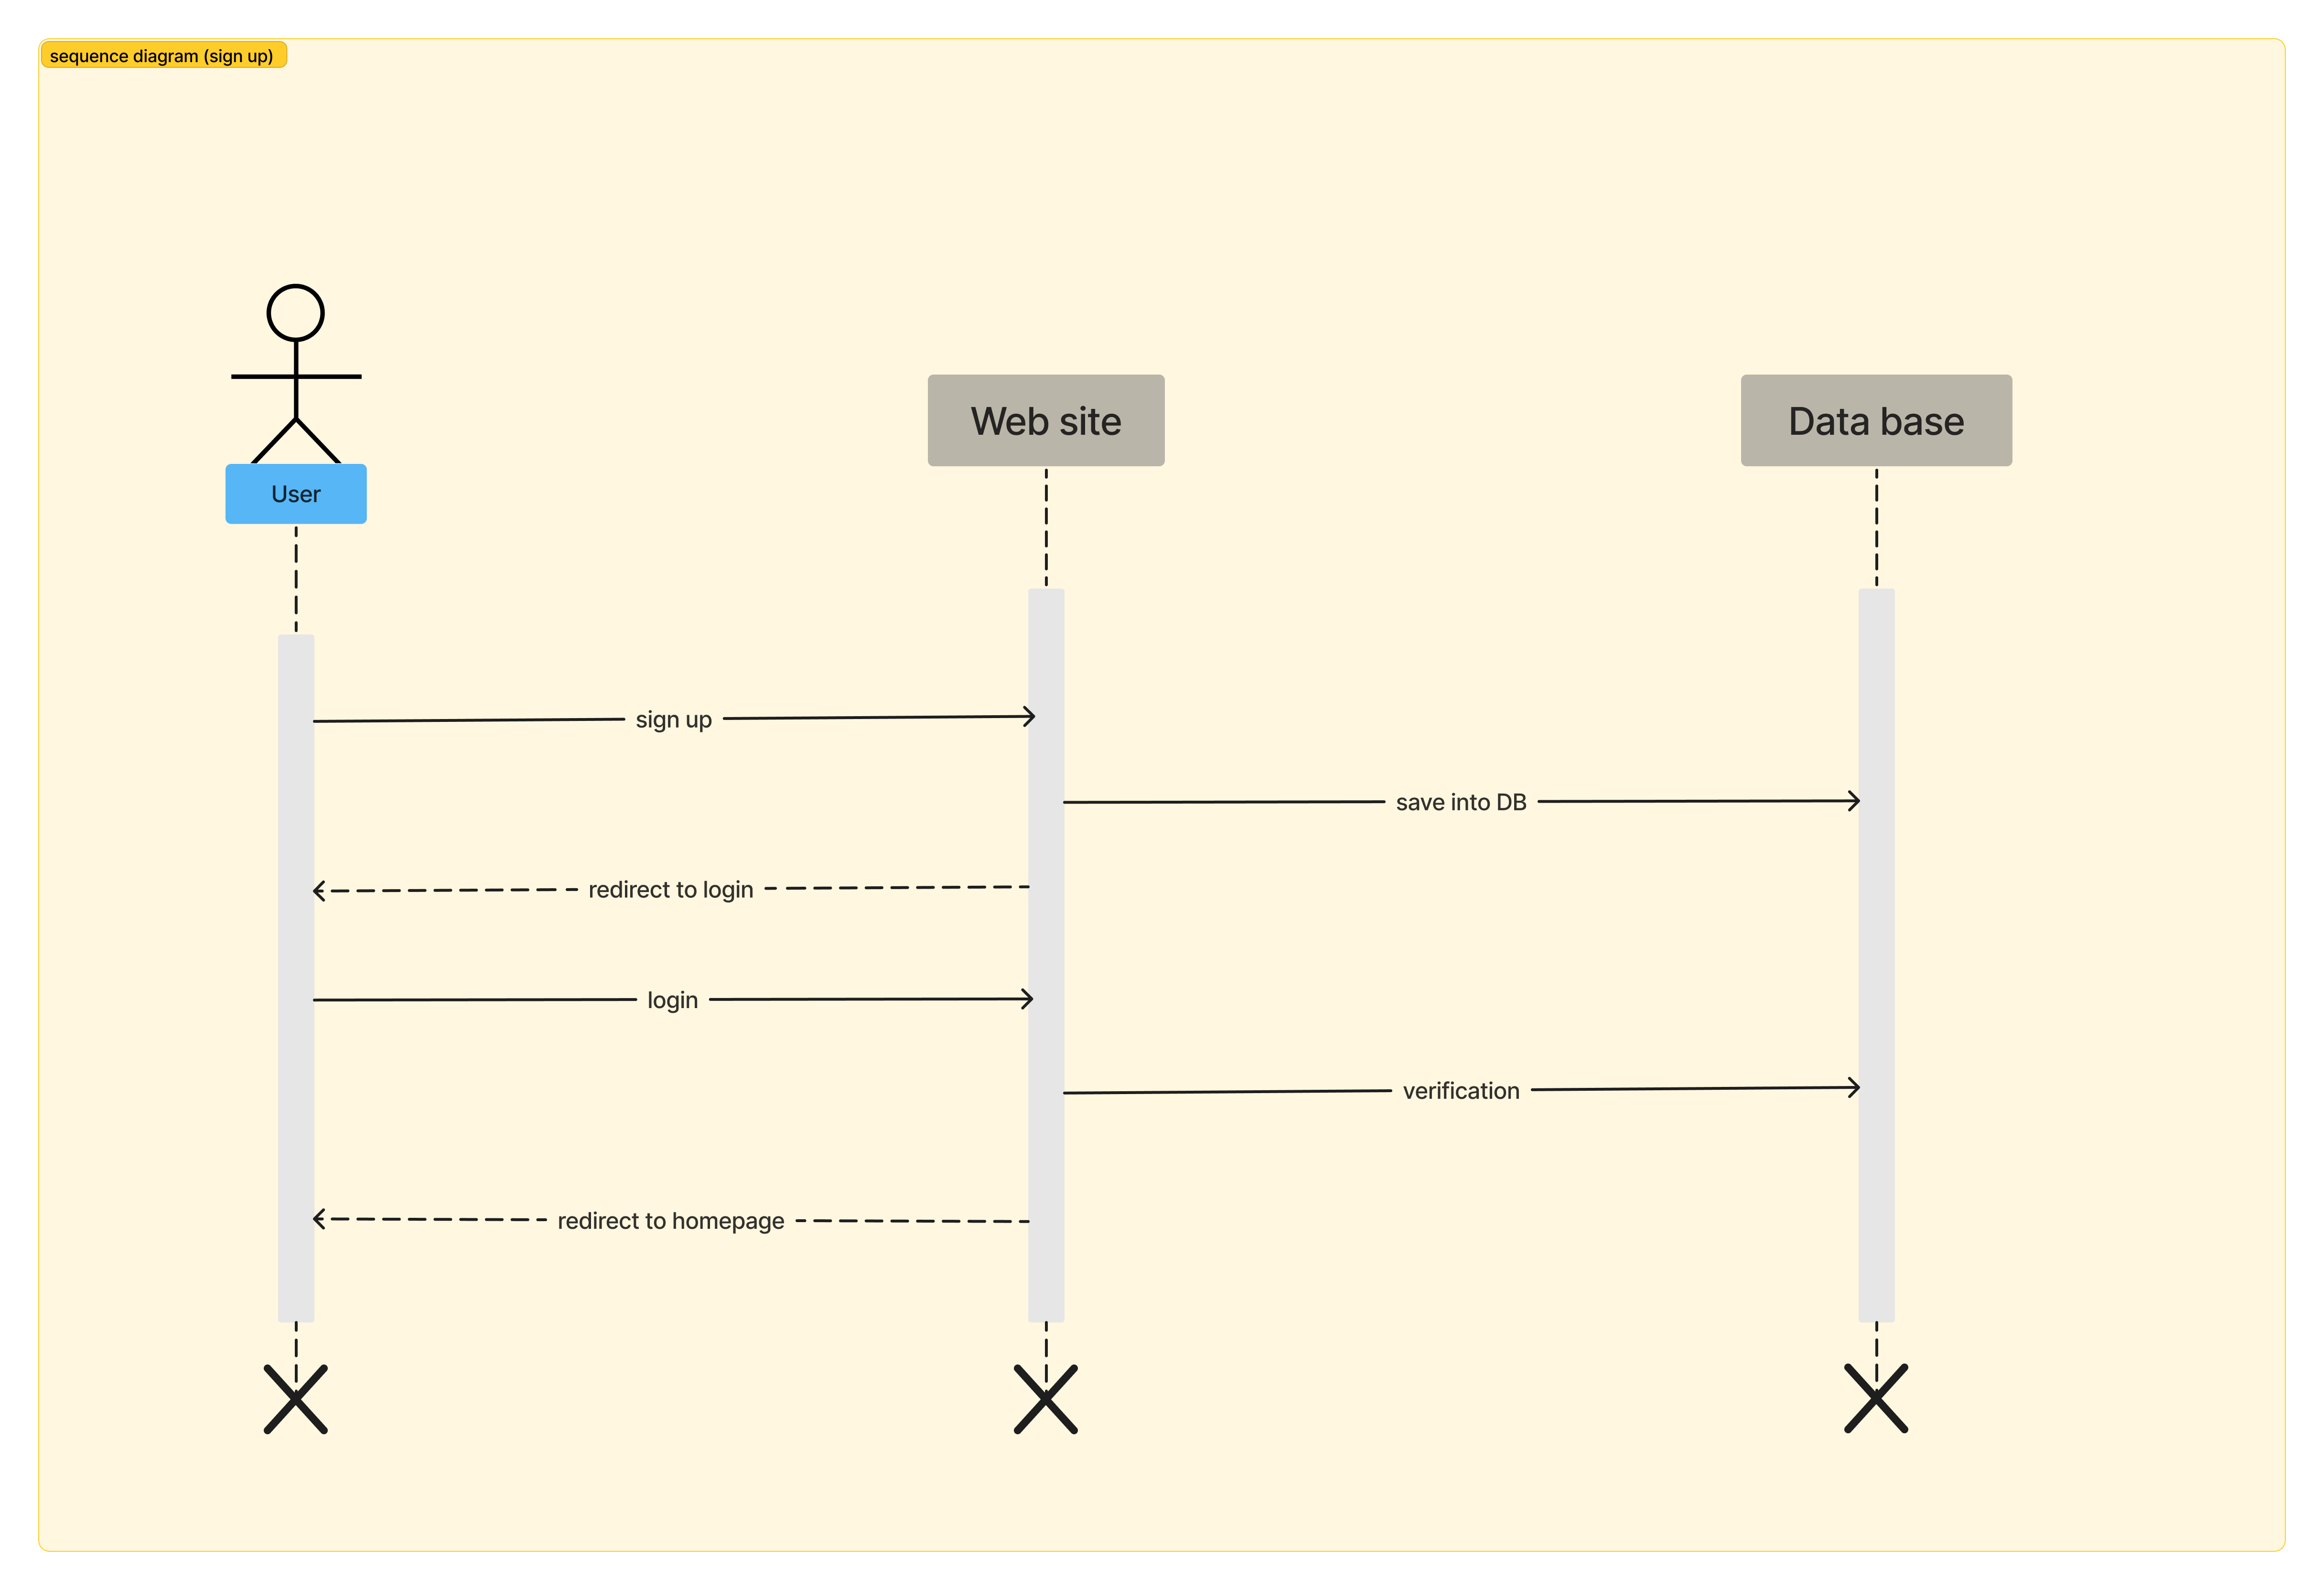 sequence diagram (sign up)
Web site
Data base
User
sign up
save into DB
redirect to login
login
verification
redirect to homepage